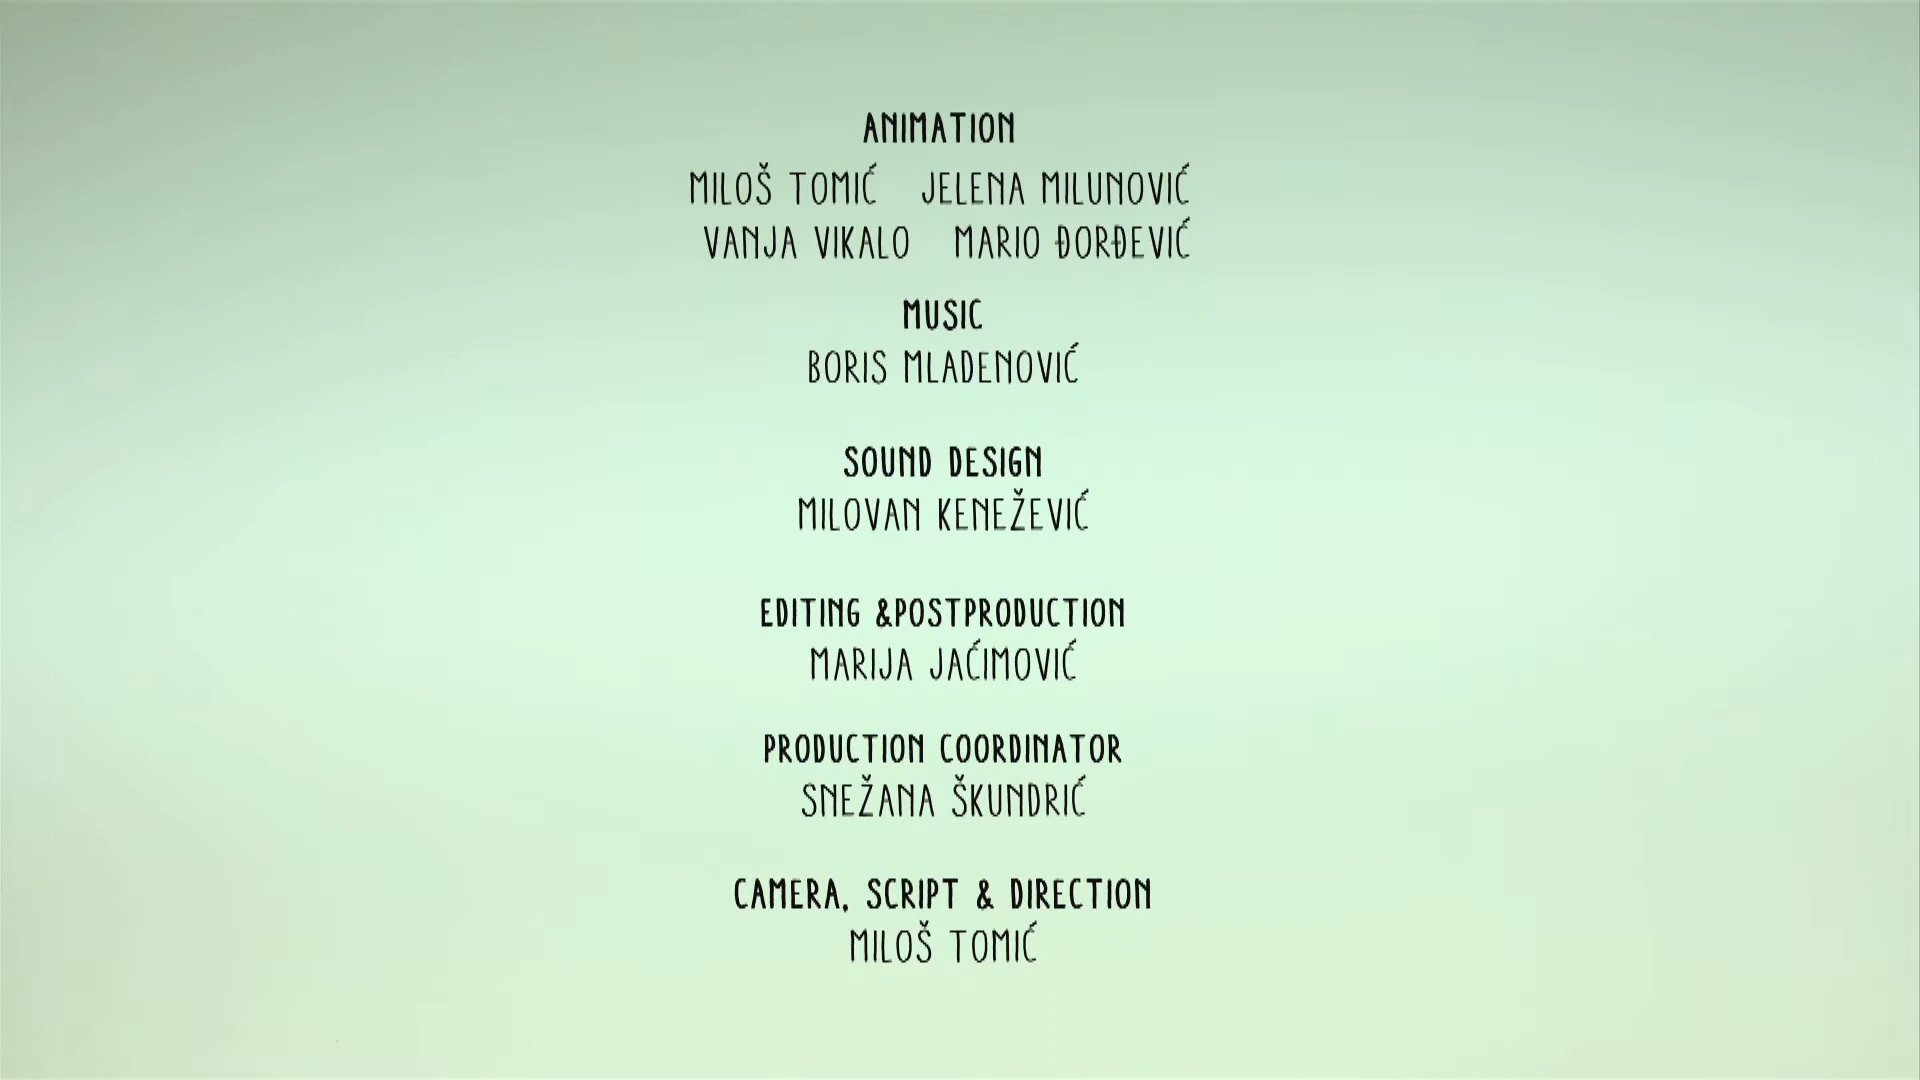 ANIMATION
MILOŠ TOMIĆ JELENA MILUNOVIĆ
VANJA VIKALO MARIO ĐORĐEVIĆ
MUSIC
BORIS MLADENOVIĆ
SOUND DESIGN
MILOVAN KENEŽEVIĆ
EDITING &POSTPRODUCTION
MARIJA JAĆIMOVIĆ
PRODUCTION COORDINATOR
SNEŽANA ŠKUNDRIĆ
CAMERA, SCRIPT & DIRECTION
MILOŠ TOMIĆ